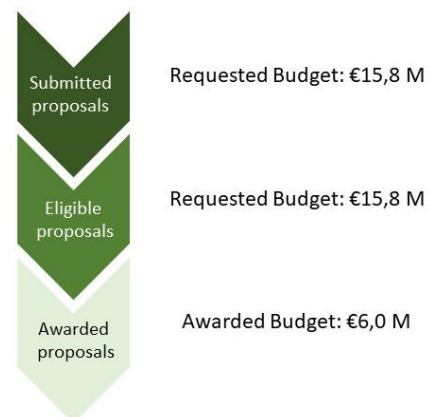 Submitted
proposals
Requested Budget: €15,8 M
Eligible
proposals
Requested Budget: €15,8 M
Awarded
proposals
Awarded Budget: €6,0 M